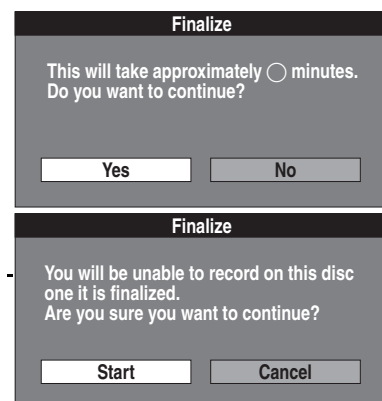 Finalize
This will take approximately ◯ minutes.
Do you want to continue?
Yes No
Finalize
You will be unable to record on this disc
one it is finalized.
Are you sure you want to continue?
Start Cancel